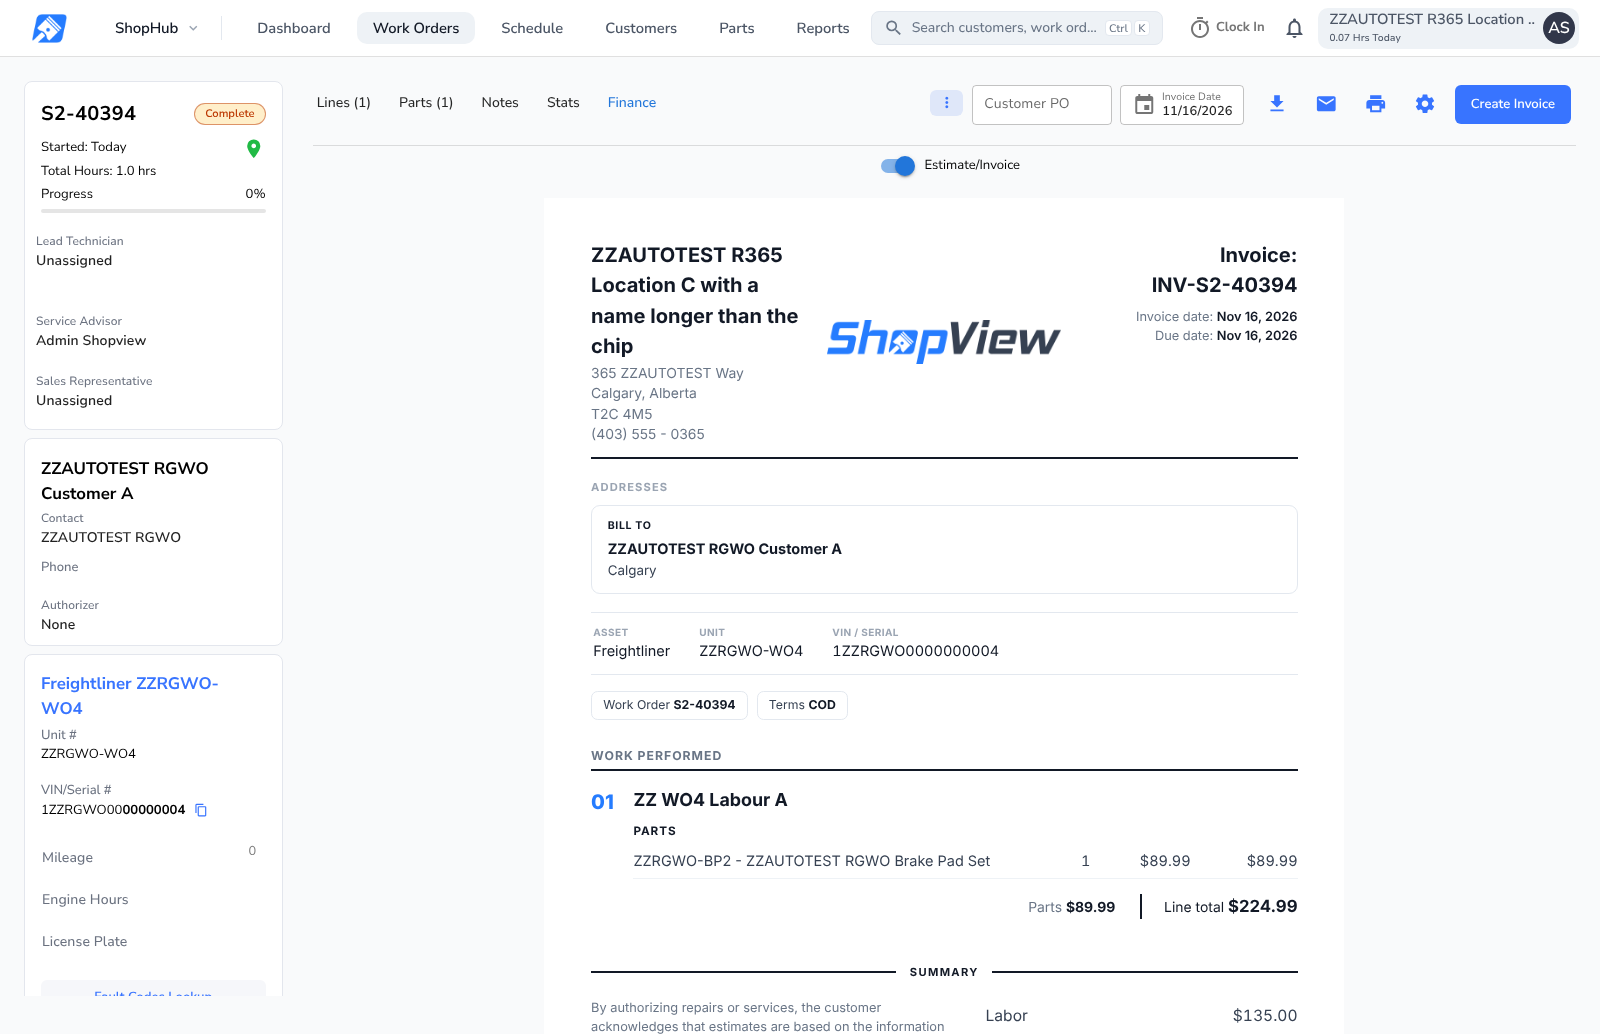 ShopHub
Dashboard
Work Orders
Schedule
Customers
Parts
Reports
Search customers, work ord...
Ctrl
K
Clock In
ZZAUTOTEST R365 Location ..
0.07 Hrs Today
AS
S2-40394
Complete
Started: Today
Total Hours: 1.0 hrs
Progress
0%
Lead Technician
Unassigned
Service Advisor
Admin Shopview
Sales Representative
Unassigned
ZZAUTOTEST RGWO
Customer A
Contact
ZZAUTOTEST RGWO
Phone
Authorizer
None
Freightliner ZZRGWO-
WO4
Unit #
ZZRGWO-WO4
VIN/Serial #
1ZZRGWO0000000004
Mileage
0
Engine Hours
License Plate
Fault Codes Lookup
Lines (1)
Parts (1)
Notes
Stats
Finance
Customer PO
Invoice Date
11/16/2026
Create Invoice
Estimate/Invoice
ZZAUTOTEST R365
Location C with a
name longer than the
chip
365 ZZAUTOTEST Way
Calgary, Alberta
T2C 4M5
(403) 555 - 0365
ShopView
Invoice:
INV-S2-40394
Invoice date: Nov 16, 2026
Due date: Nov 16, 2026
ADDRESSES
BILL TO
ZZAUTOTEST RGWO Customer A
Calgary
ASSET
Freightliner
UNIT
ZZRGWO-WO4
VIN / SERIAL
1ZZRGWO0000000004
Work Order S2-40394
Terms COD
WORK PERFORMED
01 ZZ WO4 Labour A
PARTS
ZZRGWO-BP2 - ZZAUTOTEST RGWO Brake Pad Set 1 $89.99 $89.99
Parts $89.99
Line total $224.99
SUMMARY
By authorizing repairs or services, the customer
acknowledges that estimates are based on the information
Labor $135.00